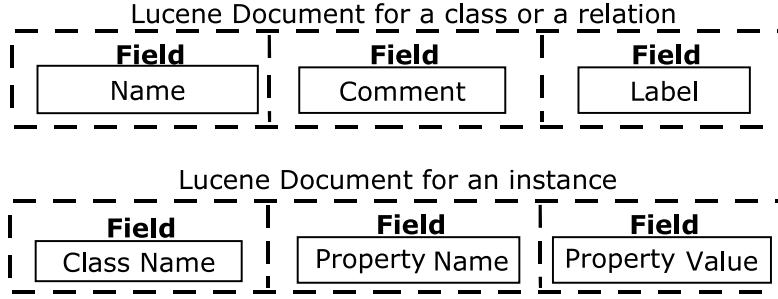 Lucene Document for a class or a relation
Field Field Field
Name Comment Label
Lucene Document for an instance
Field Field Field
Class Name Property Name Property Value